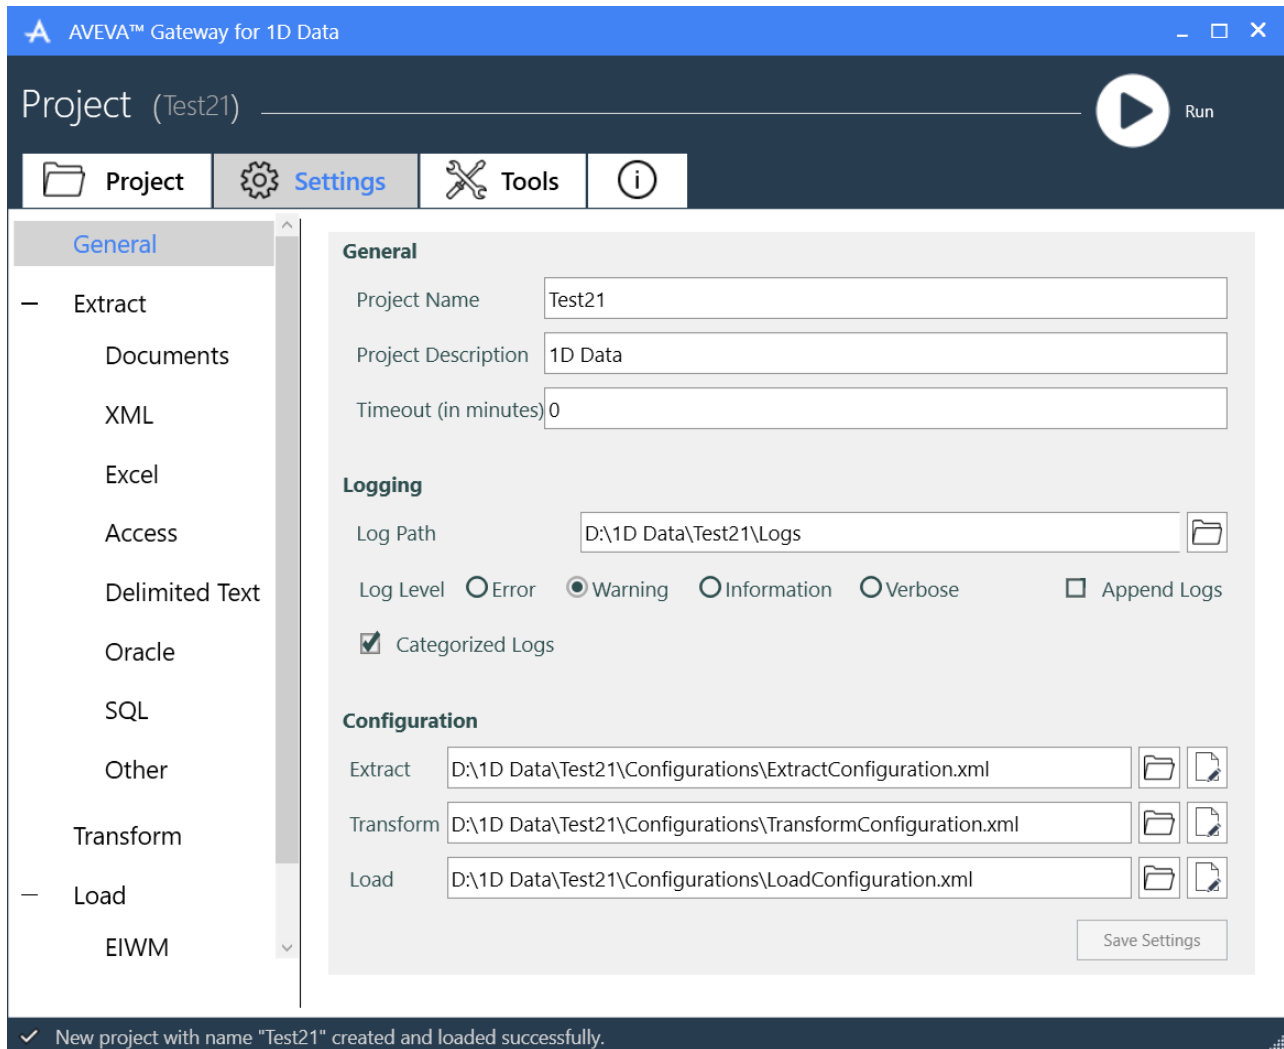 AVEVA™ Gateway for 1D Data
Project (Test21)
Run
Project Settings Tools
General
Extract
Documents
XML
Excel
Access
Delimited Text
Oracle
SQL
Other
Transform
Load
EIWM
General
Project Name Test21
Project Description 1D Data
Timeout (in minutes) 0
Logging
Log Path D:\1D Data\Test21\Logs
Log Level Error Warning Information Verbose Append Logs
Categorized Logs
Configuration
Extract D:\1D Data\Test21\Configurations\ExtractConfiguration.xml
Transform D:\1D Data\Test21\Configurations\TransformConfiguration.xml
Load D:\1D Data\Test21\Configurations\LoadConfiguration.xml
Save Settings
New project with name "Test21" created and loaded successfully.